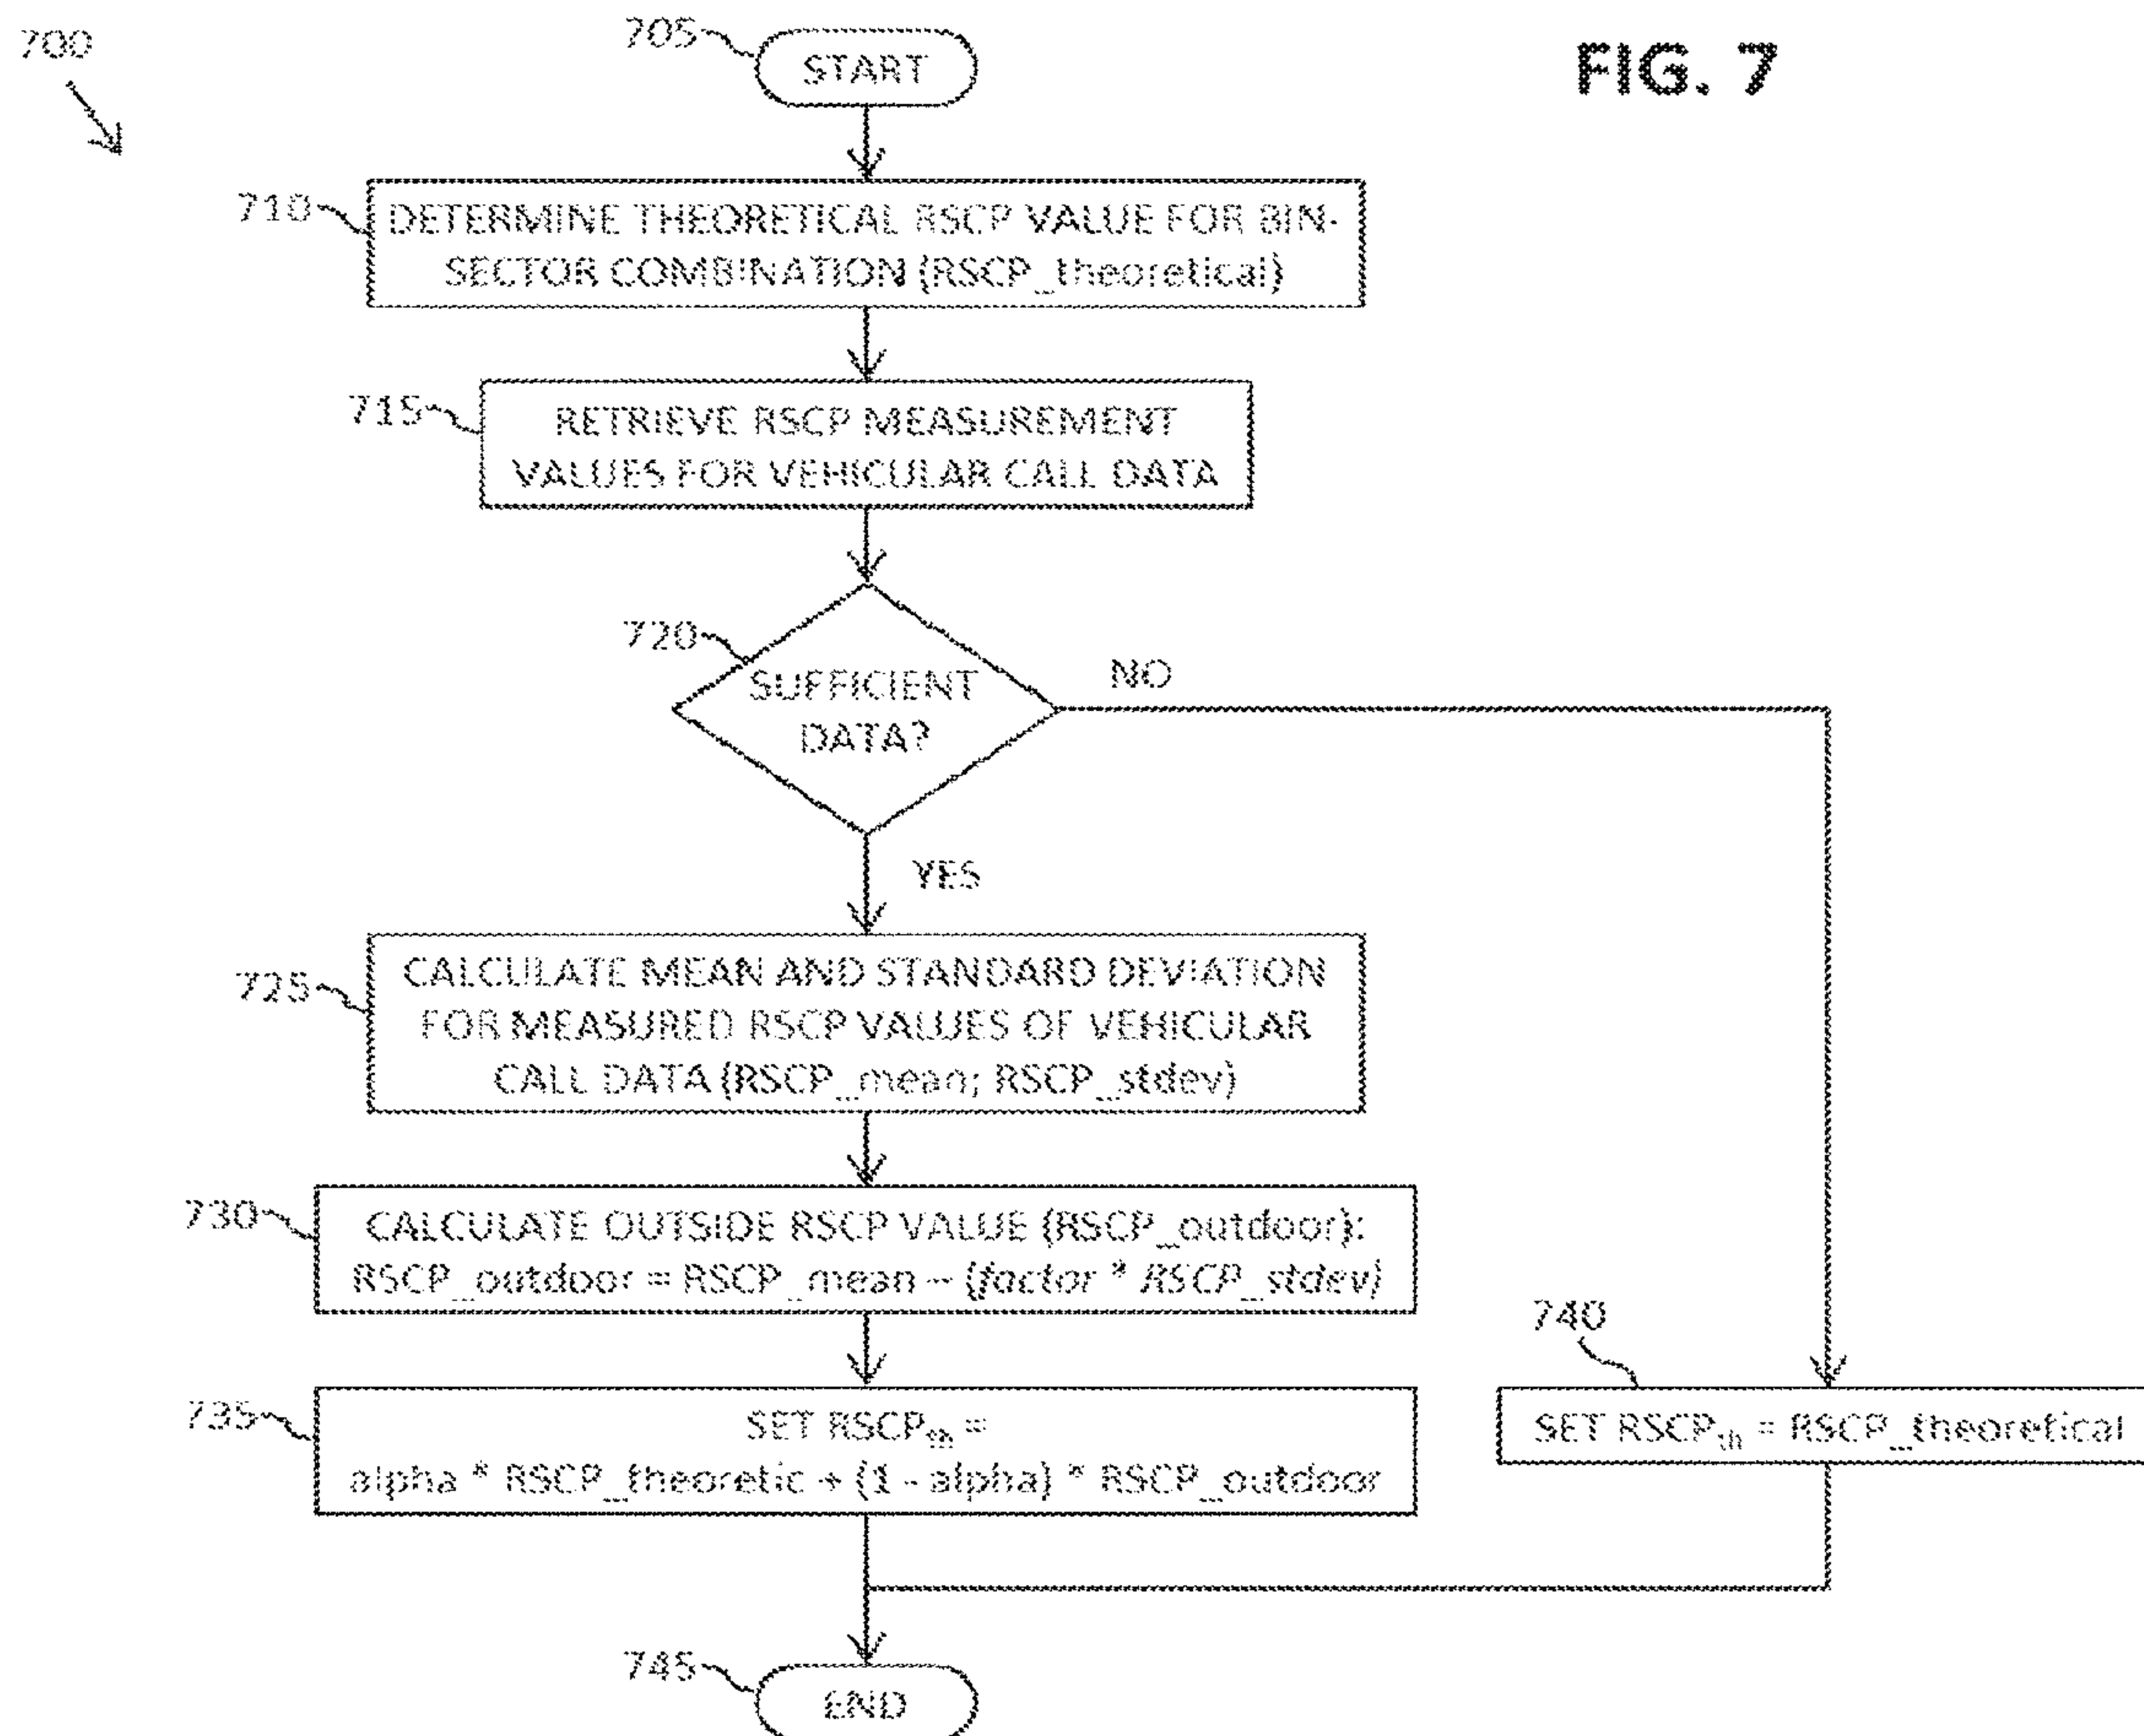 700
705
START
FIG. 7
710
DETERMINE THEORETICAL RSCP VALUE FOR BIN-
SECTOR COMBINATION (RSCP_theoretical)
715
RETRIEVE RSCP MEASUREMENT
VALUES FOR VEHICULAR CALL DATA
720
SUFFICIENT
DATA?
NO
YES
725
CALCULATE MEAN AND STANDARD DEVIATION
FOR MEASURED RSCP VALUES OF VEHICULAR
CALL DATA (RSCP_mean; RSCP_stdev)
730
CALCULATE OUTSIDE RSCP VALUE (RSCP_outdoor):
RSCP_outdoor = RSCP_mean – (factor * RSCP_stdev)
735
SET RSCPth =
alpha * RSCP_theoretic + (1 - alpha) * RSCP_outdoor
740
SET RSCPth = RSCP_theoretical
745
END